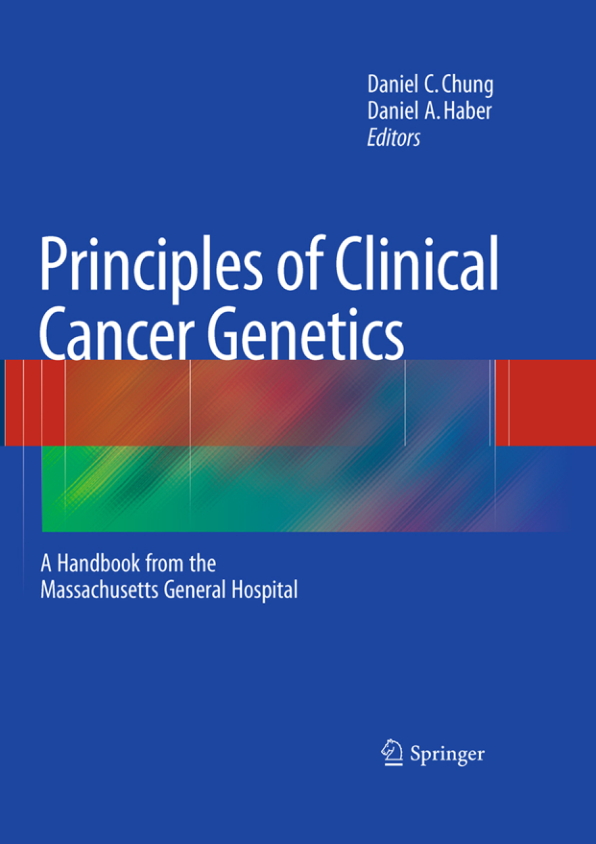 Daniel C. Chung
Daniel A. Haber
Editors
Principles of Clinical
Cancer Genetics
A Handbook from the
Massachusetts General Hospital
Springer